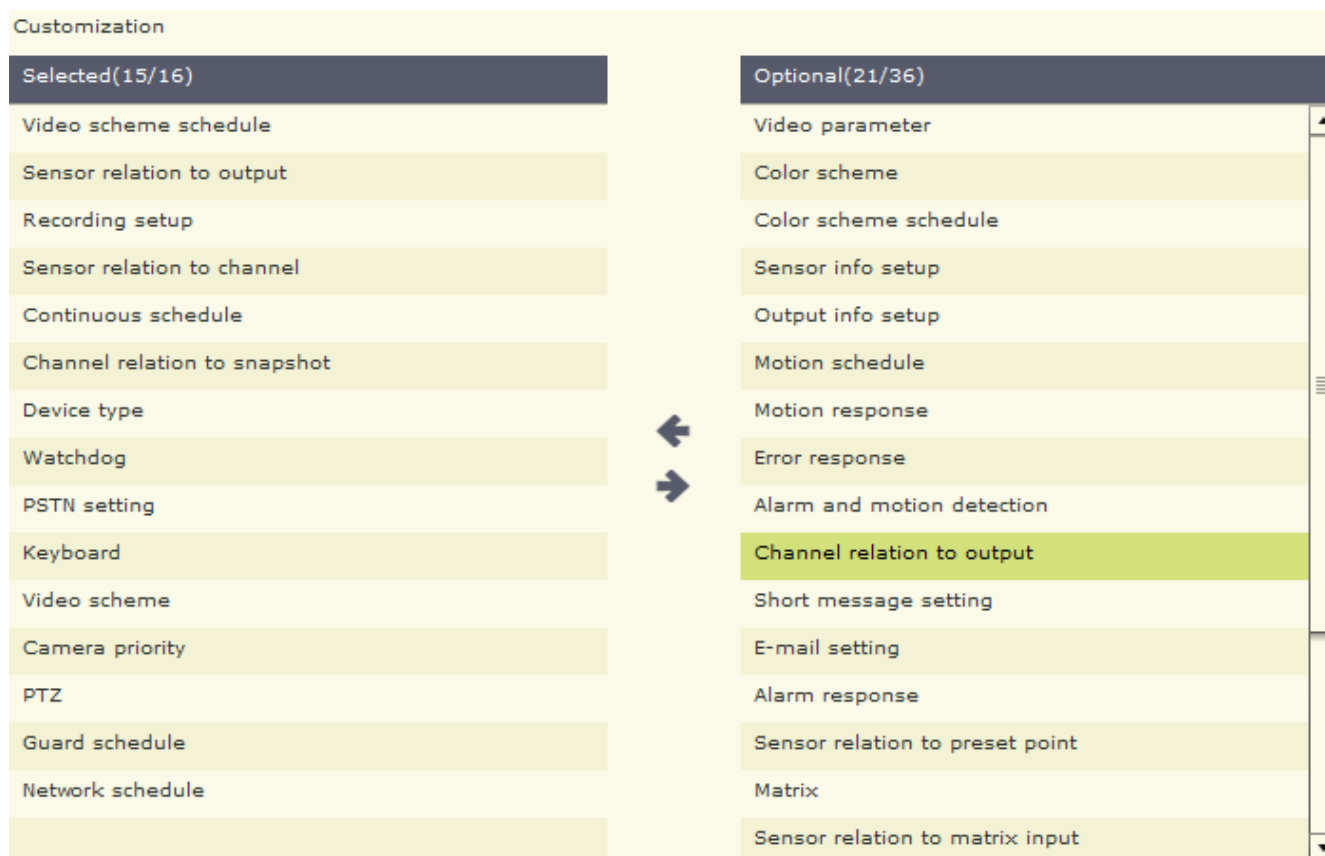 Customization
Selected(15/16)
Video scheme schedule
Sensor relation to output
Recording setup
Sensor relation to channel
Continuous schedule
Channel relation to snapshot
Device type
Watchdog
PSTN setting
Keyboard
Video scheme
Camera priority
PTZ
Guard schedule
Network schedule
Optional(21/36)
Video parameter
Color scheme
Color scheme schedule
Sensor info setup
Output info setup
Motion schedule
Motion response
Error response
Alarm and motion detection
Channel relation to output
Short message setting
E-mail setting
Alarm response
Sensor relation to preset point
Matrix
Sensor relation to matrix input